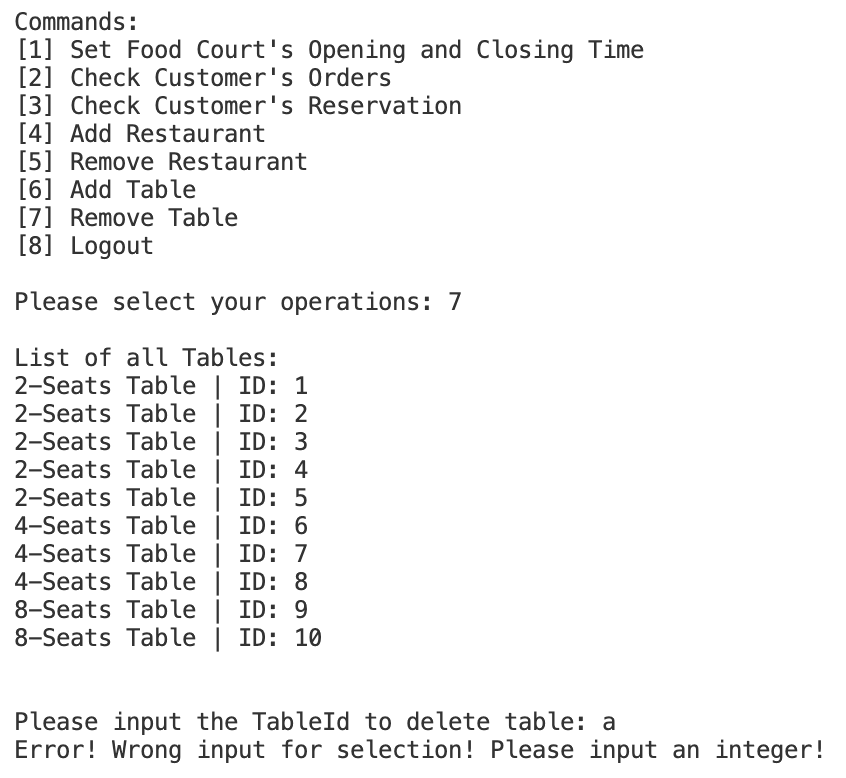 Commands:
[1] Set Food Court's Opening and Closing Time
[2] Check Customer's Orders
[3] Check Customer's Reservation
[4] Add Restaurant
[5] Remove Restaurant
[6] Add Table
[7] Remove Table
[8] Logout
Please select your operations: 7
List of all Tables:
2-Seats Table | ID: 1
2-Seats Table | ID: 2
2-Seats Table | ID: 3
2-Seats Table | ID: 4
2-Seats Table | ID: 5
4-Seats Table | ID: 6
4-Seats Table | ID: 7
4-Seats Table | ID: 8
8-Seats Table | ID: 9
8-Seats Table | ID: 10
Please input the TableId to delete table: a
Error! Wrong input for selection! Please input an integer!